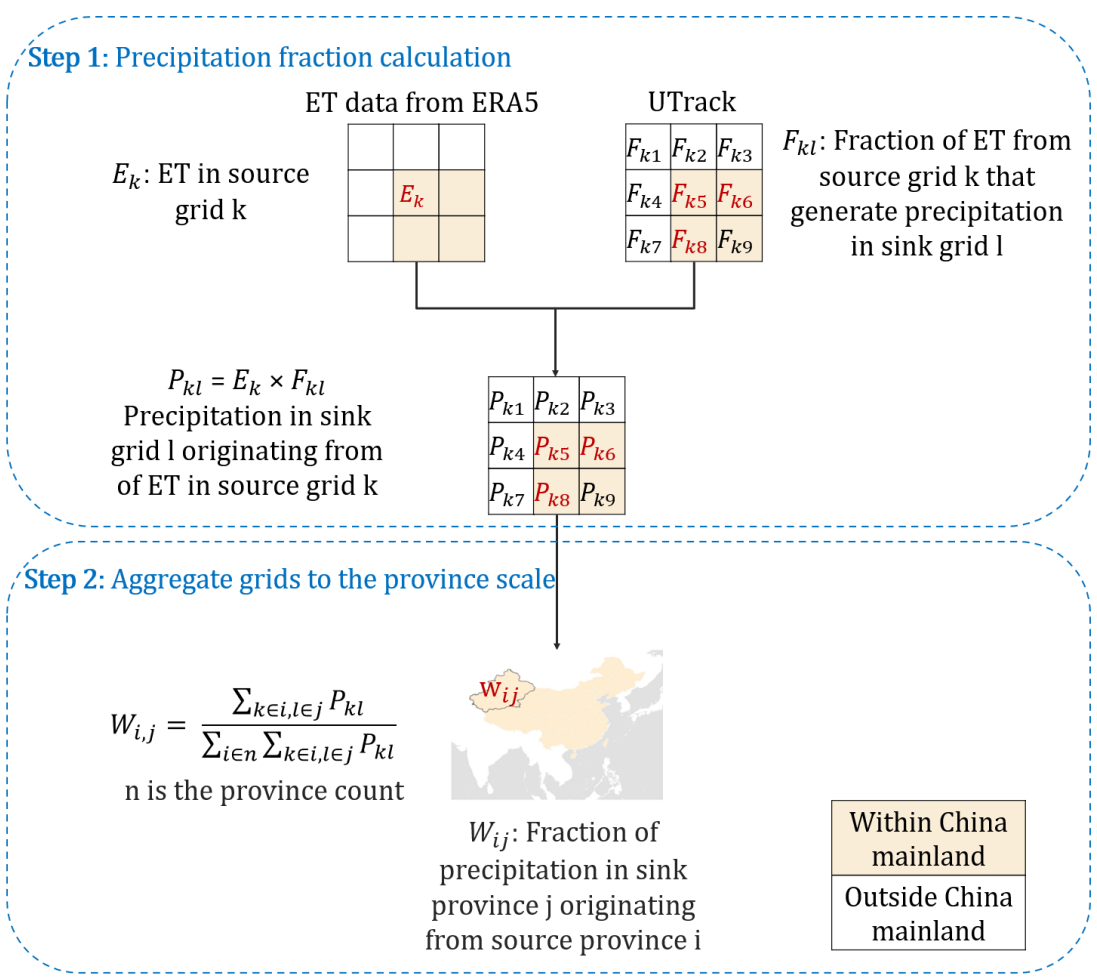 Step 1: Precipitation fraction calculation
ET data from ERA5
UTrack
E_k: ET in source
grid k
E_k
F_k1 F_k2 F_k3
F_k4 F_k5 F_k6
F_k7 F_k8 F_k9
F_kl: Fraction of ET from
source grid k that
generate precipitation
in sink grid l
P_kl = E_k × F_kl
Precipitation in sink
grid l originating from
of ET in source grid k
P_k1 P_k2 P_k3
P_k4 P_k5 P_k6
P_k7 P_k8 P_k9
Step 2: Aggregate grids to the province scale
W_i,j = ∑_k∈i,l∈j P_kl / ∑_i∈n ∑_k∈i,l∈j P_kl
n is the province count
w_ij
W_ij: Fraction of
precipitation in sink
province j originating
from source province i
Within China
mainland
Outside China
mainland